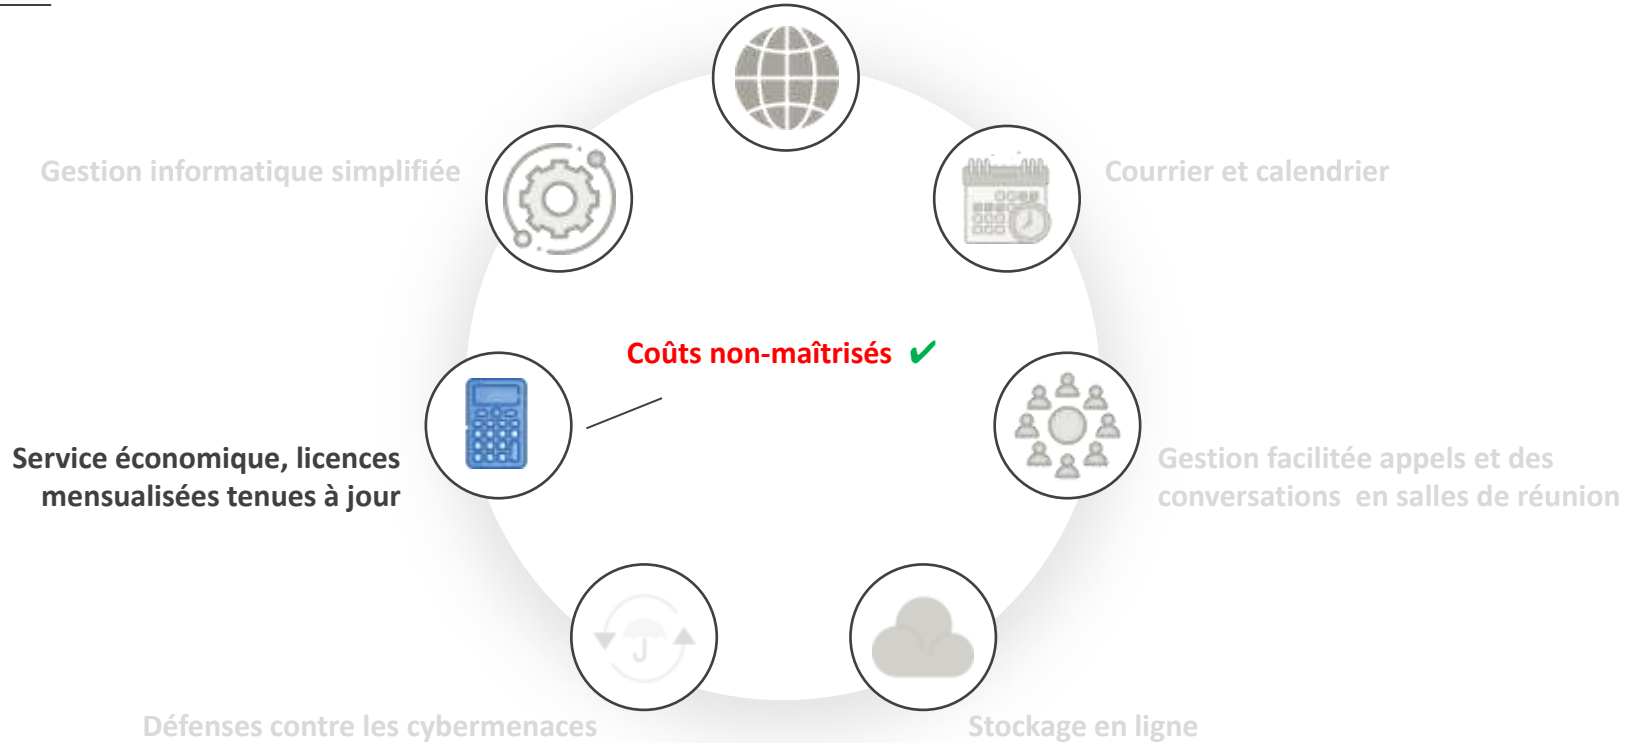 Gestion informatique simplifiée
Courrier et calendrier
Coûts non-maîtrisés ✔
Service économique, licences
mensualisées tenues à jour
Gestion facilitée appels et des
conversations en salles de réunion
Défenses contre les cybermenaces
Stockage en ligne